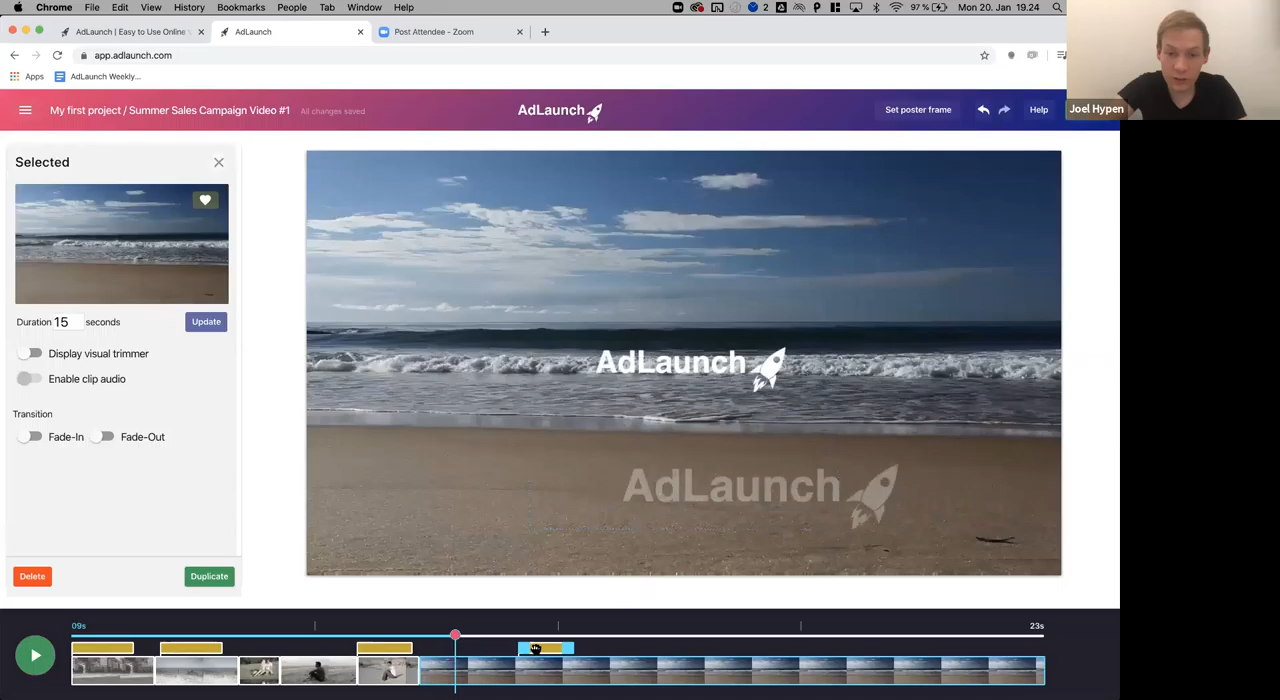 Chrome File Edit View History Bookmarks People Tab Window Help 2 97 % Mon 20. Jan 19.24
AdLaunch | Easy to Use Online
AdLaunch
Post Attendee - Zoom
app.adlaunch.com
Apps AdLaunch Weekly...
Joel Hypen
My first project / Summer Sales Campaign Video #1 All changes saved
AdLaunch
Set poster frame
Help
Selected
Duration 15 seconds
Update
Display visual trimmer
Enable clip audio
Transition
Fade-In Fade-Out
Delete
Duplicate
AdLaunch
AdLaunch
09s
23s